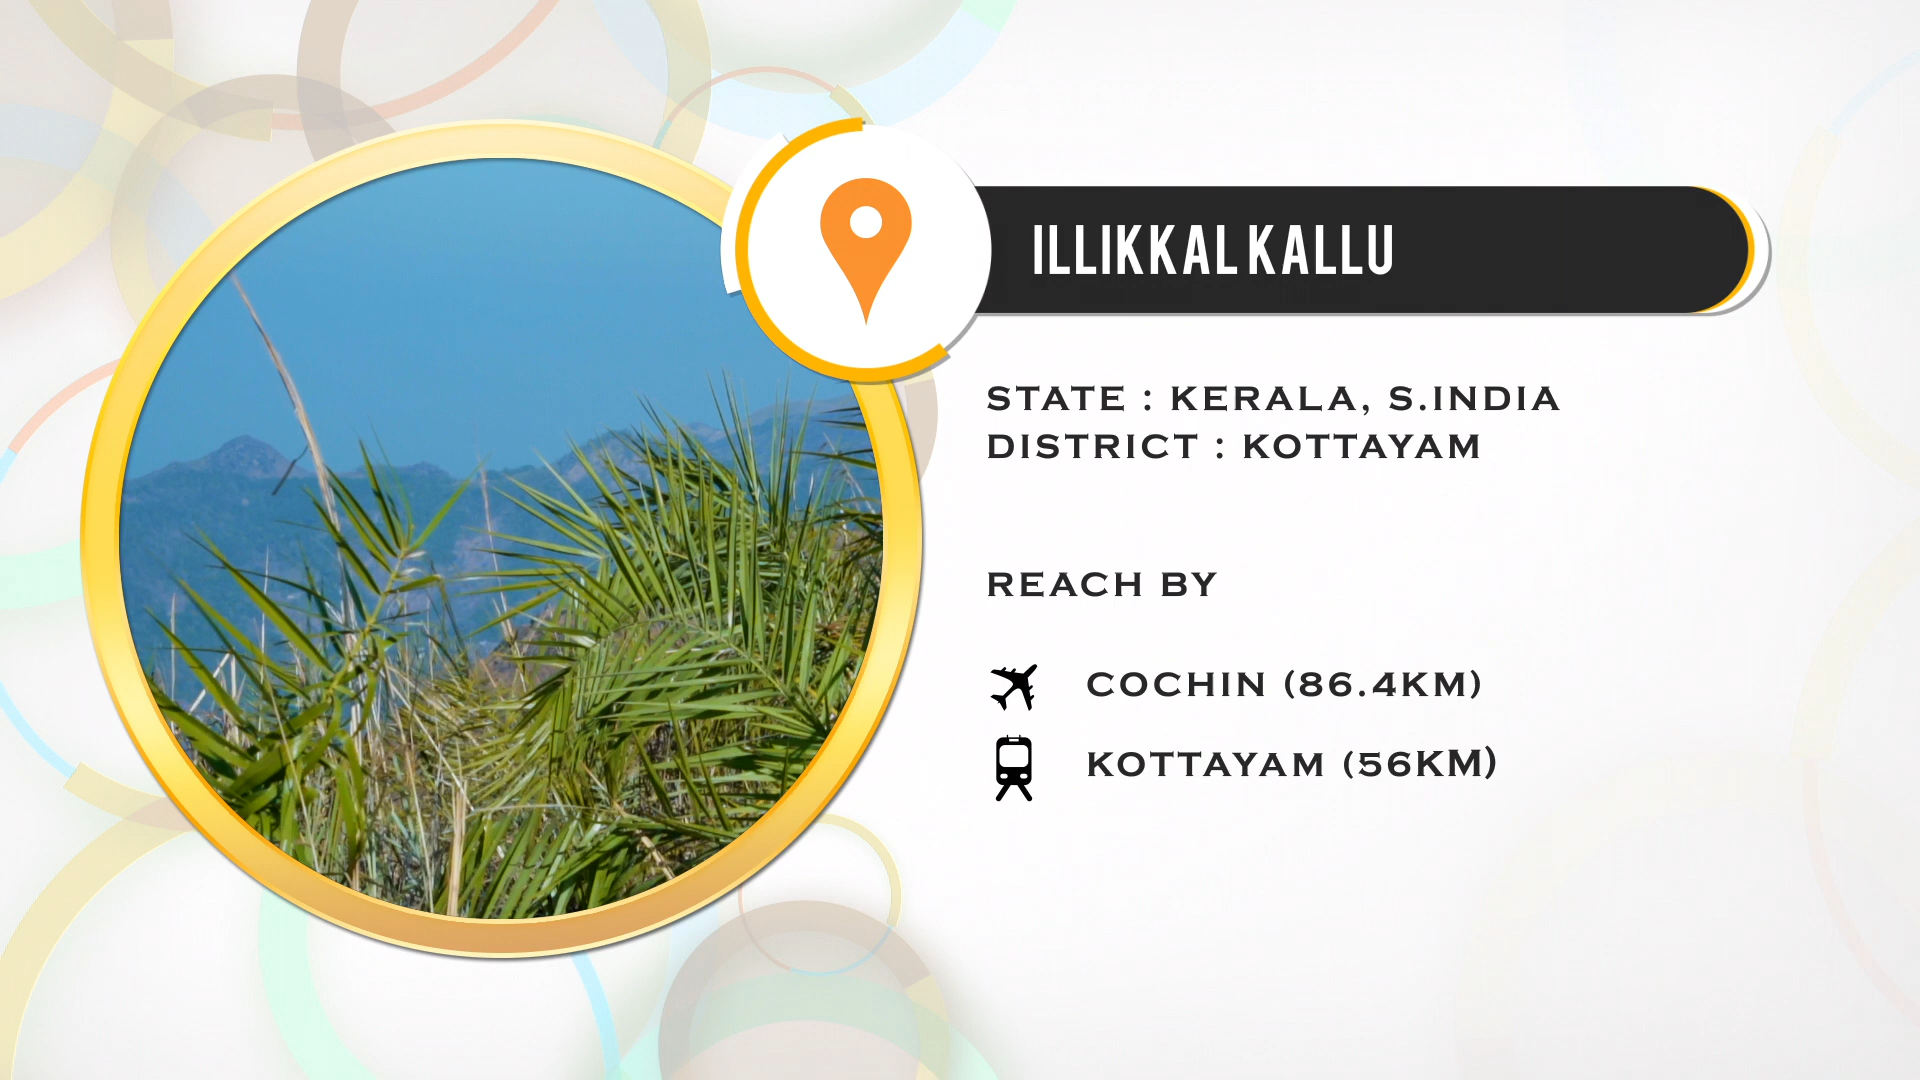 ILLIKKAL KALLU
STATE : KERALA, S.INDIA
DISTRICT : KOTTAYAM
REACH BY
COCHIN (86.4KM)
KOTTAYAM (56KM)